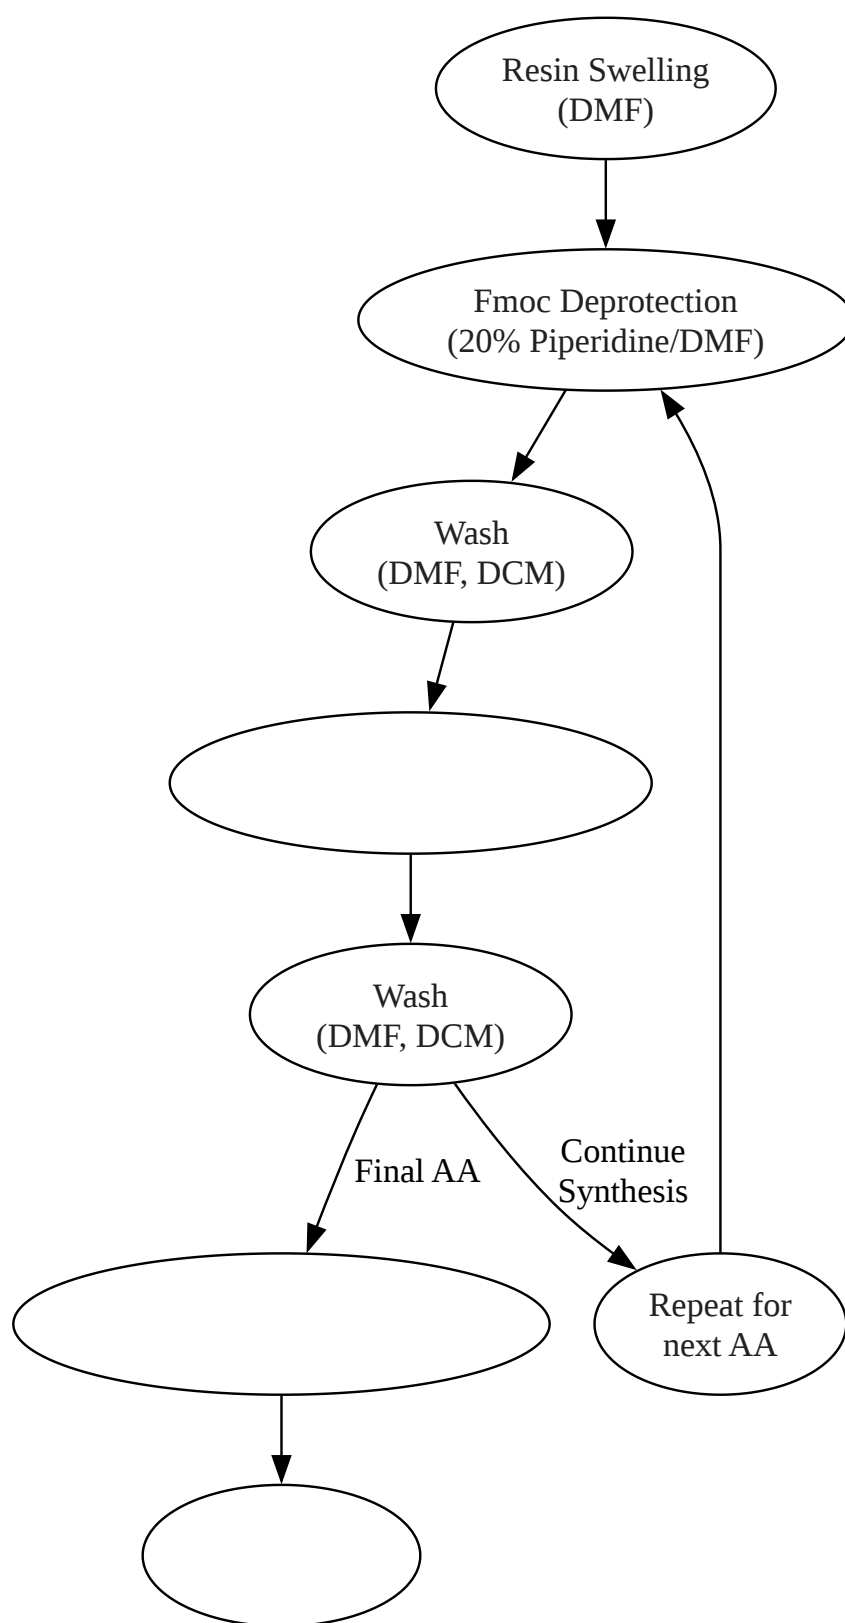 Resin Swelling
(DMF)
Fmoc Deprotection
(20% Piperidine/DMF)
Wash
(DMF, DCM)
Wash
(DMF, DCM)
Final AA
Continue
Synthesis
Repeat for
next AA